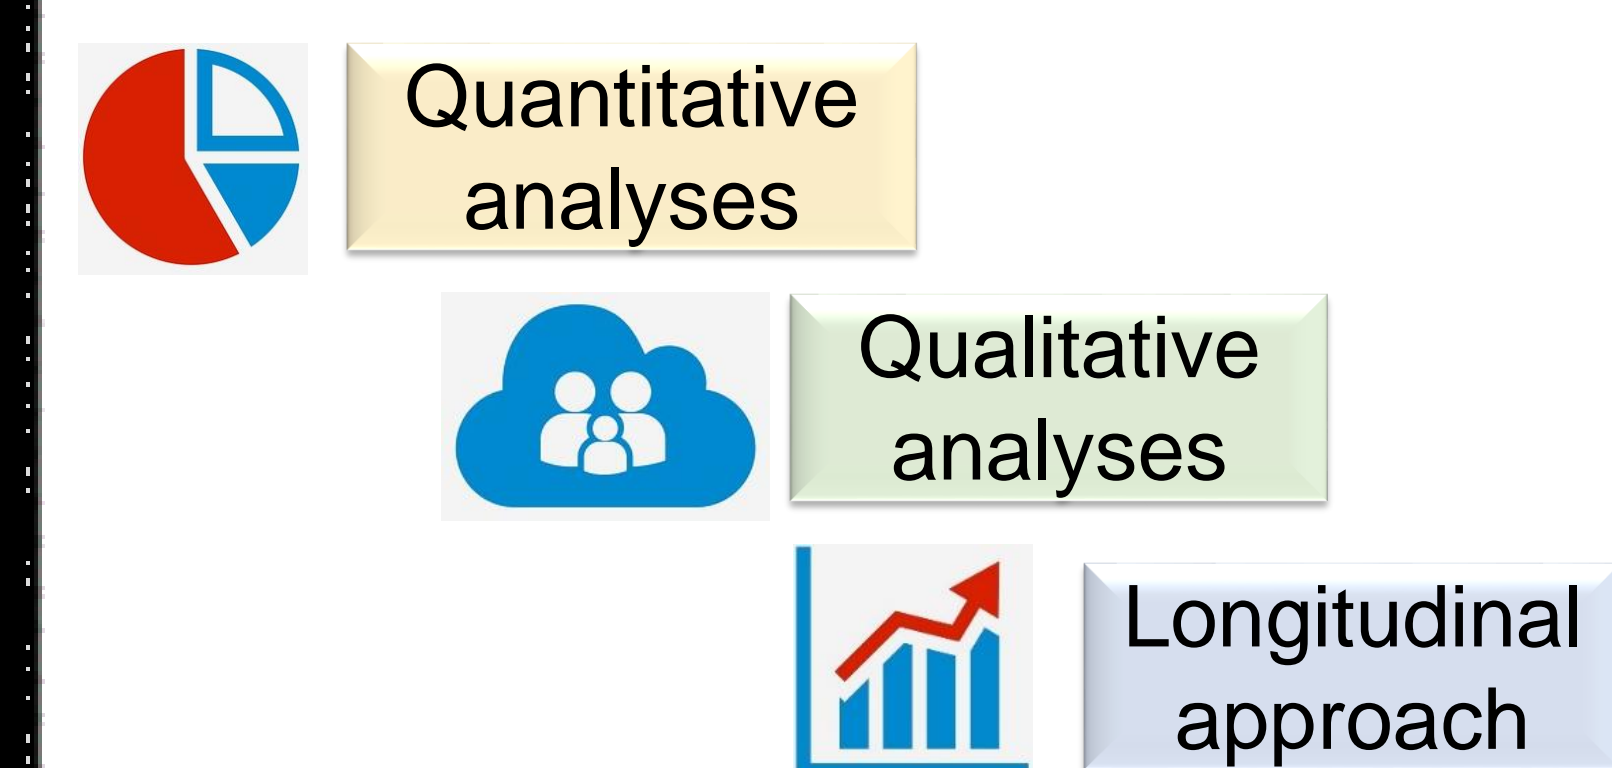 Quantitative
analyses
Qualitative
analyses
Longitudinal
approach